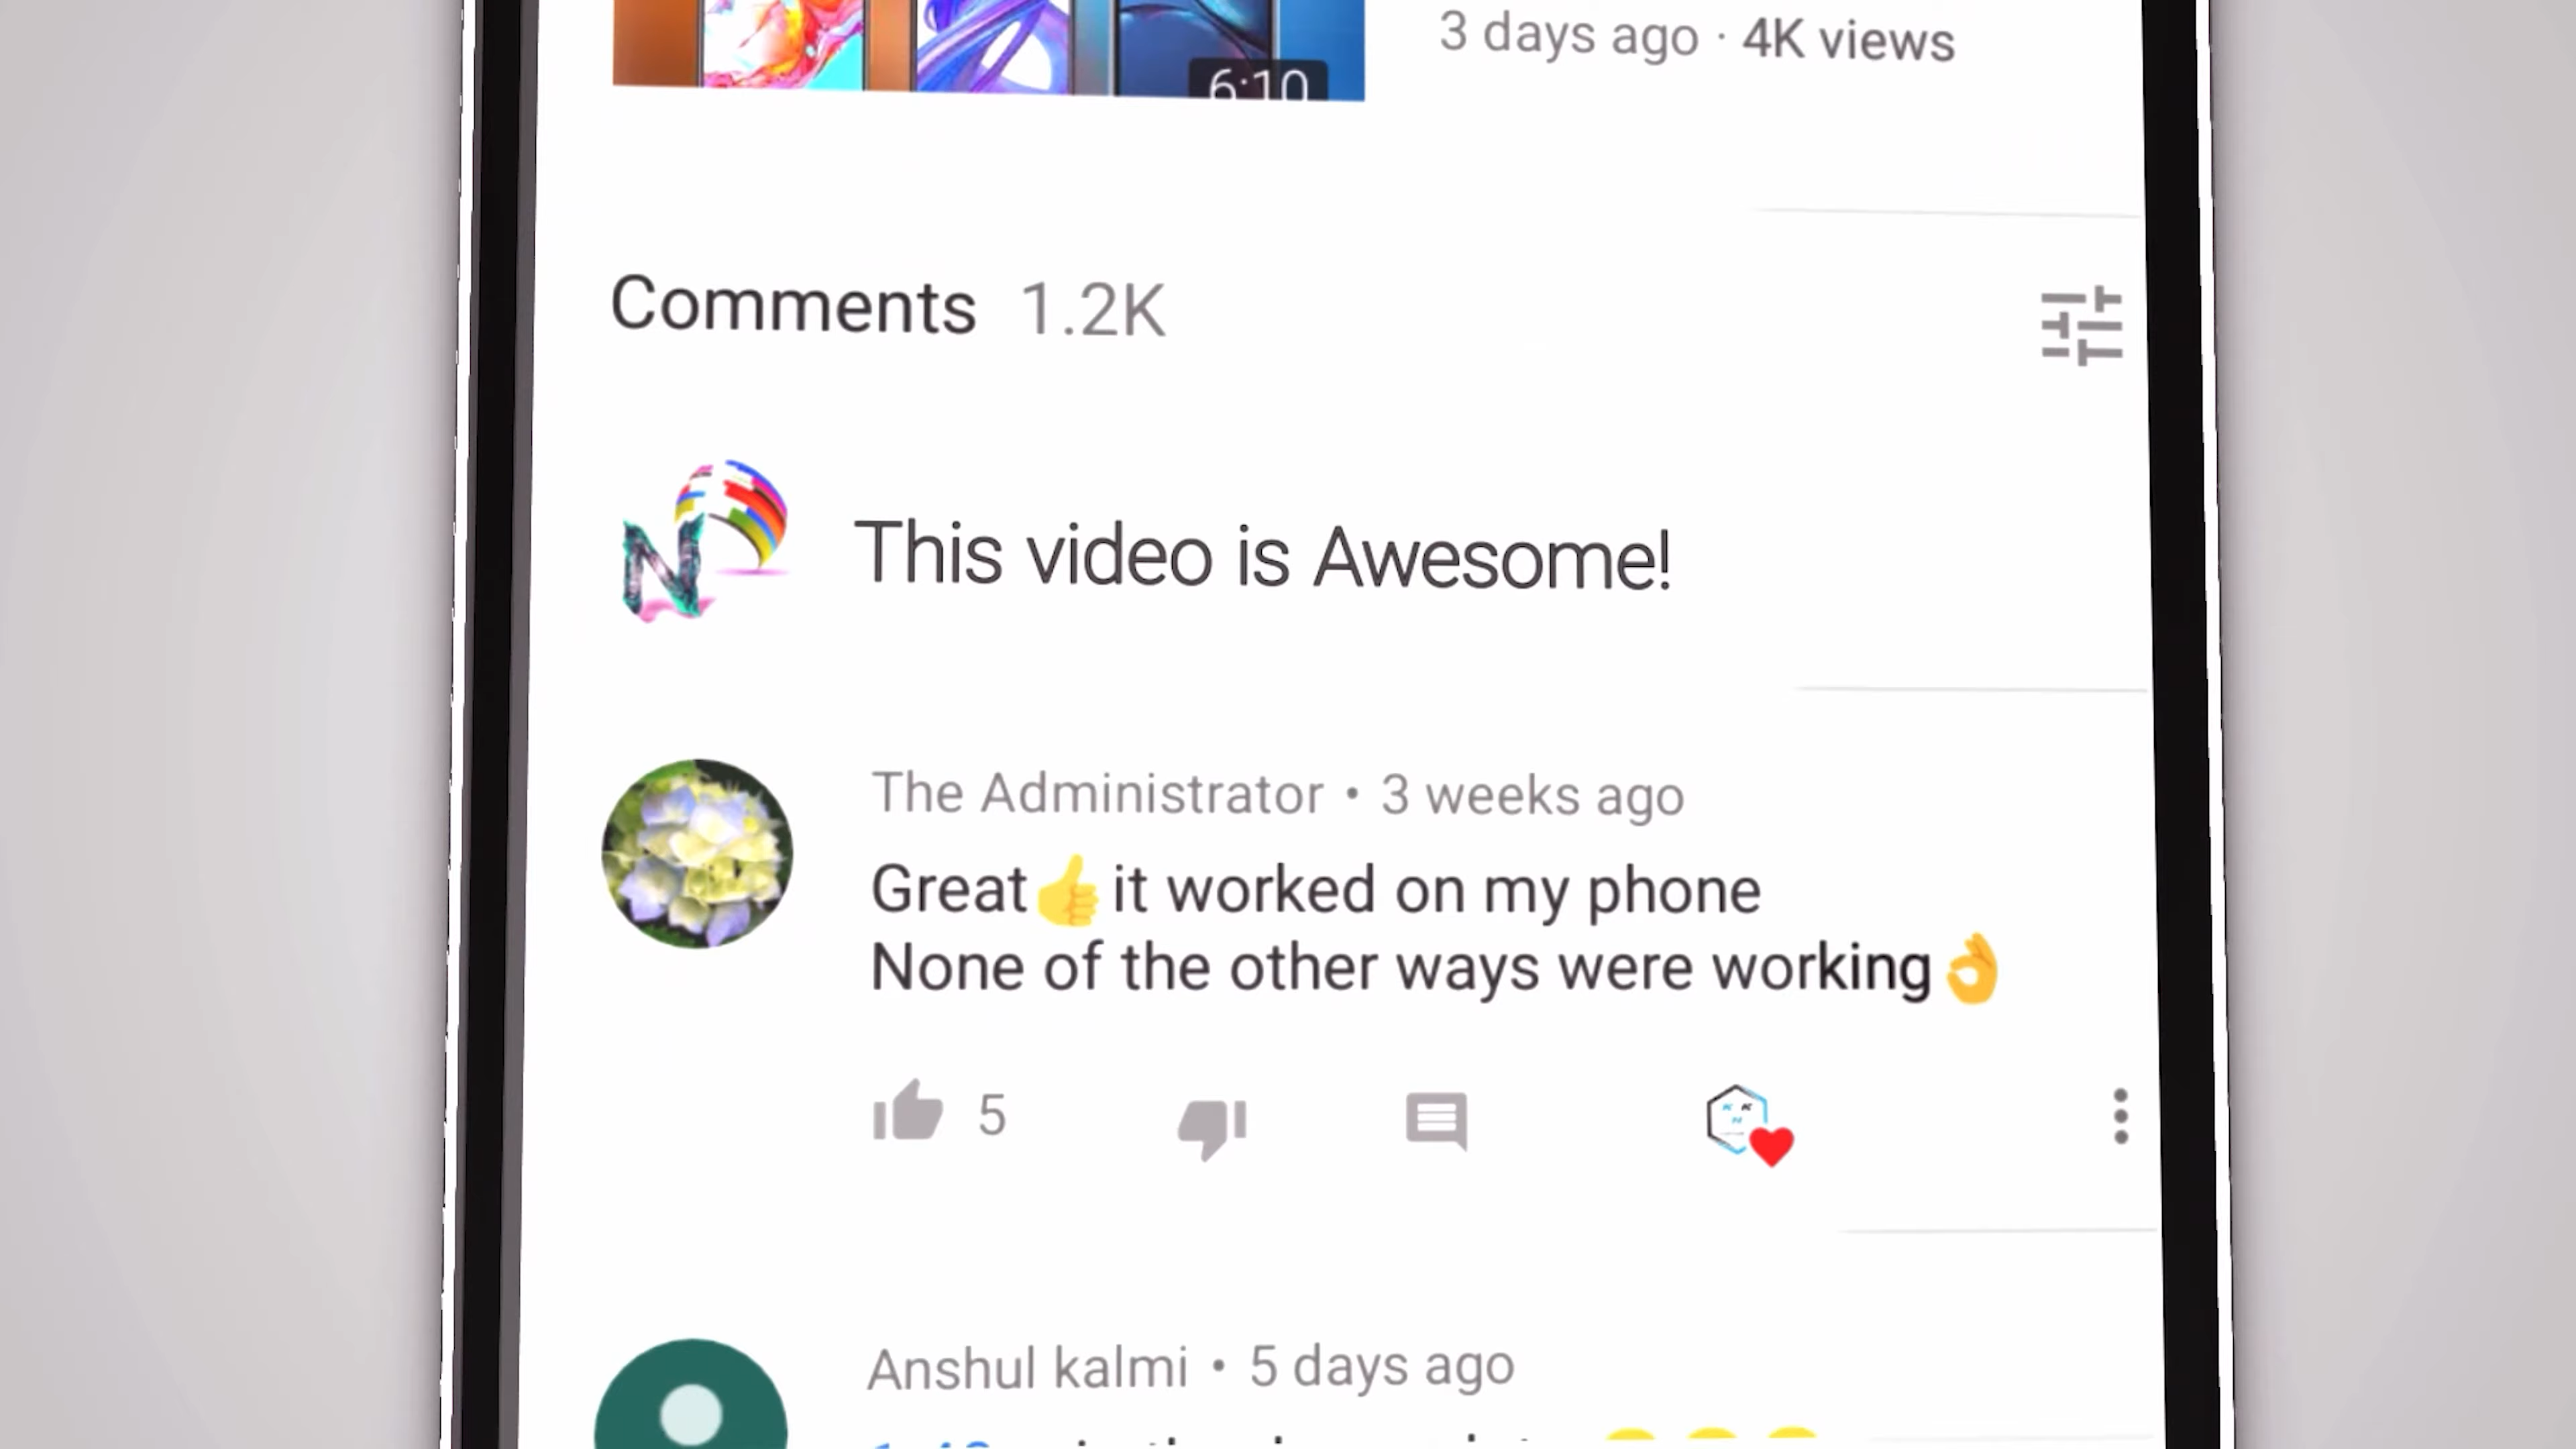 3 days ago · 4K views
6:10
Comments 1.2K
N
This video is Awesome!
The Administrator • 3 weeks ago
Great👍it worked on my phone
None of the other ways were working👌
5
Anshul kalmi • 5 days ago